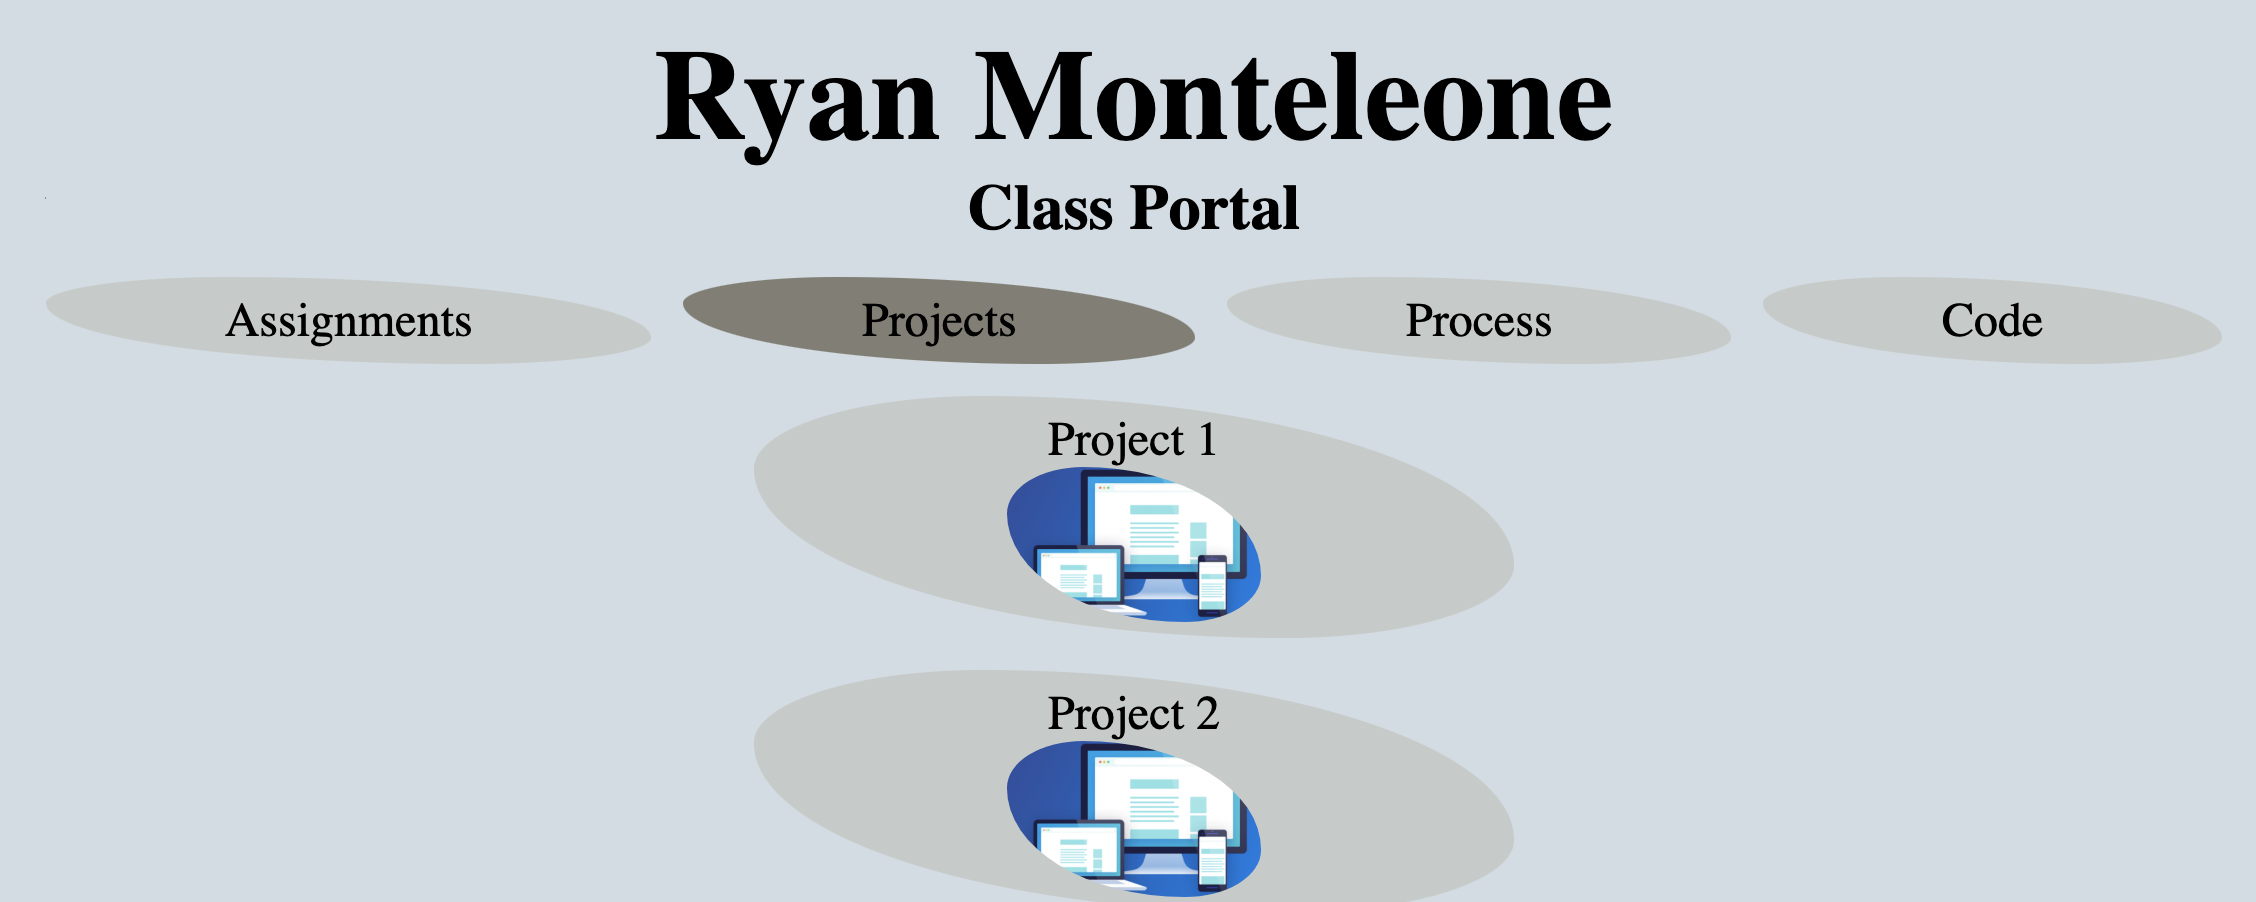 Ryan Monteleone
Class Portal
Assignments Projects Process Code
Project 1
Project 2